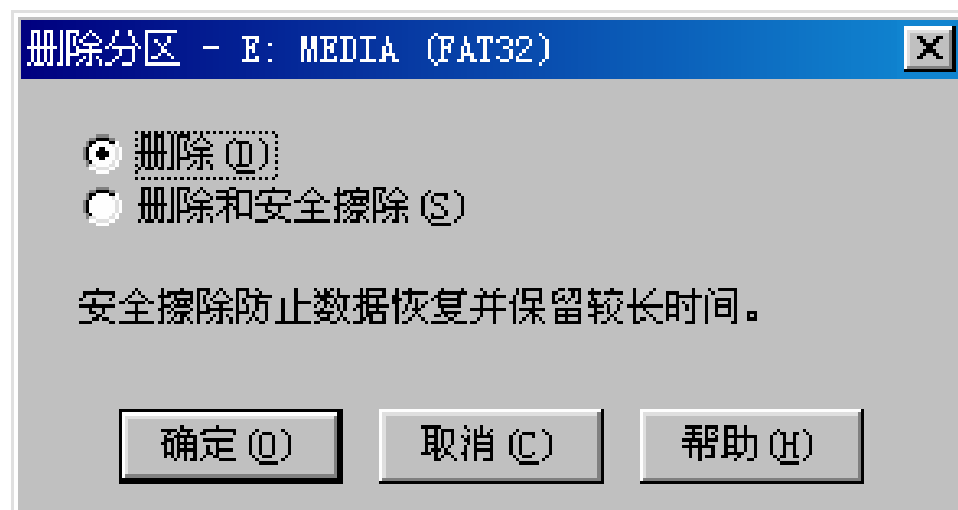 删除分区 - E: MEDIA (FAT32)
删除(D)
删除和安全擦除(S)
安全擦除防止数据恢复并保留较长时间。
确定(O) 取消(C) 帮助(H)